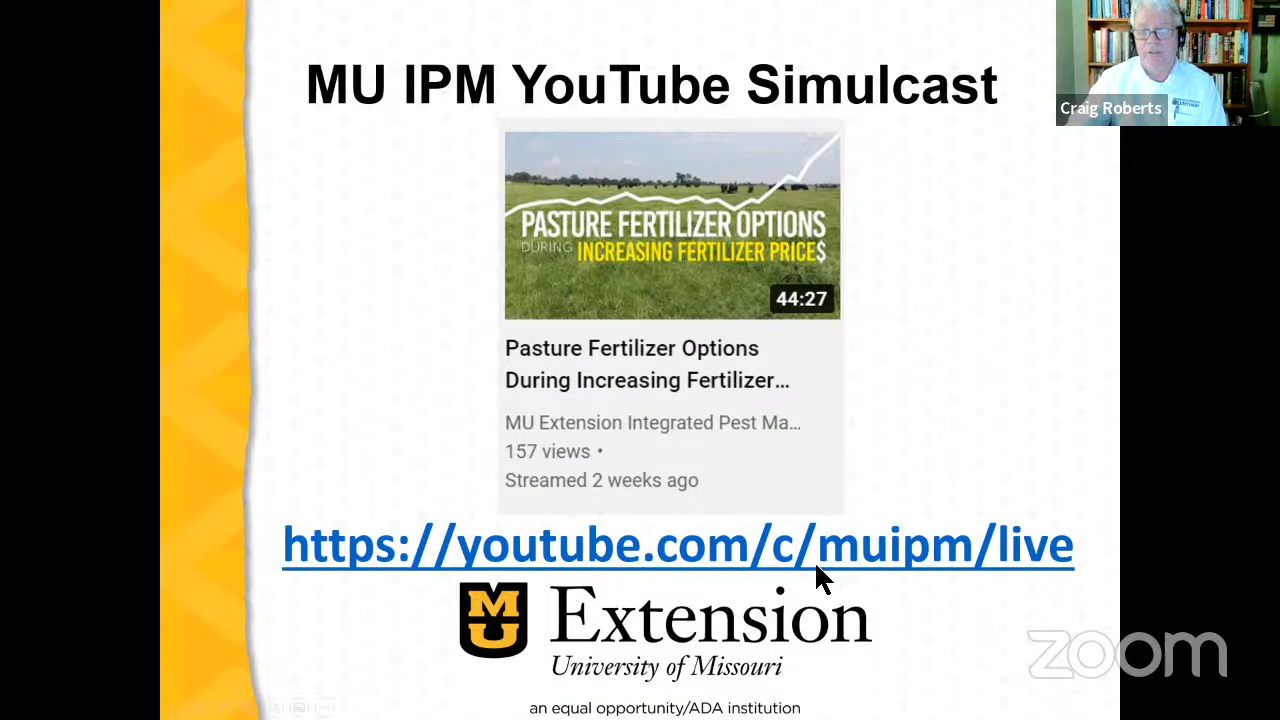 MU IPM YouTube Simulcast
Craig Roberts
Extension
PASTURE FERTILIZER OPTIONS
DURING INCREASING FERTILIZER PRICE$
44:27
Pasture Fertilizer Options
During Increasing Fertilizer...
MU Extension Integrated Pest Ma...
157 views •
Streamed 2 weeks ago
https://youtube.com/c/muipm/live
MU
Extension
University of Missouri
an equal opportunity/ADA institution
zoom